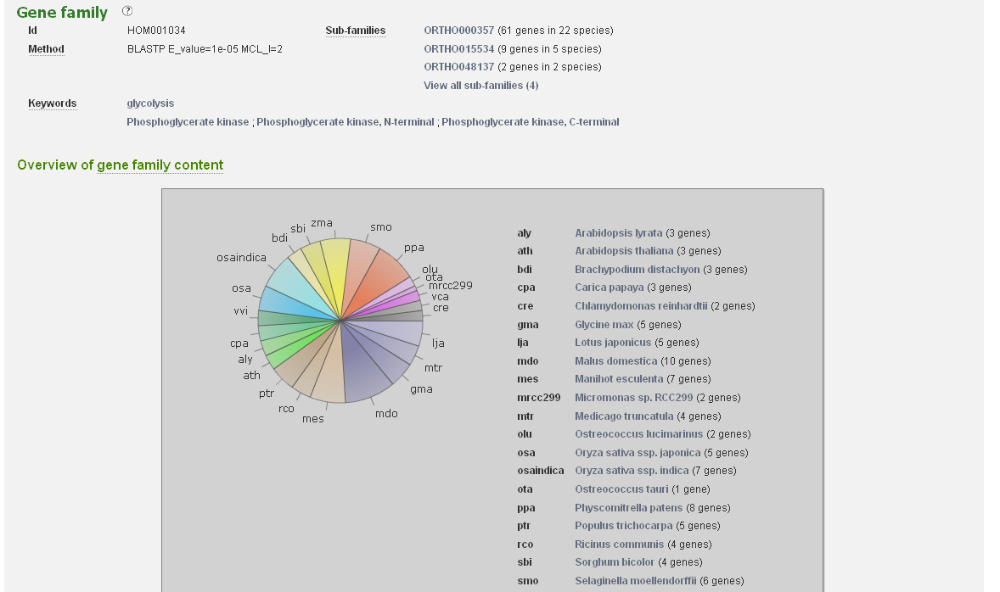 Gene family ?
Id HOM001034 Sub-families ORTHO000357 (61 genes in 22 species)
Method BLASTP E_value=1e-05 MCL_I=2 ORTHO015534 (9 genes in 5 species)
ORTHO048137 (2 genes in 2 species)
View all sub-families (4)
Keywords glycolysis
Phosphoglycerate kinase ; Phosphoglycerate kinase, N-terminal ; Phosphoglycerate kinase, C-terminal
Overview of gene family content
zma
sbi
bdi
osaindica
osa
vvi
cpa
aly
ath
ptr
rco
mes
mdo
gma
mtr
lja
cre
vca
mrcc299
ota
olu
ppa
smo
aly Arabidopsis lyrata (3 genes)
ath Arabidopsis thaliana (3 genes)
bdi Brachypodium distachyon (3 genes)
cpa Carica papaya (3 genes)
cre Chlamydomonas reinhardtii (2 genes)
gma Glycine max (5 genes)
lja Lotus japonicus (5 genes)
mdo Malus domestica (10 genes)
mes Manihot esculenta (7 genes)
mrcc299 Micromonas sp. RCC299 (2 genes)
mtr Medicago truncatula (4 genes)
olu Ostreococcus lucimarinus (2 genes)
osa Oryza sativa ssp. japonica (5 genes)
osaindica Oryza sativa ssp. indica (7 genes)
ota Ostreococcus tauri (1 gene)
ppa Physcomitrella patens (8 genes)
ptr Populus trichocarpa (5 genes)
rco Ricinus communis (4 genes)
sbi Sorghum bicolor (4 genes)
smo Selaginella moellendorffii (6 genes)